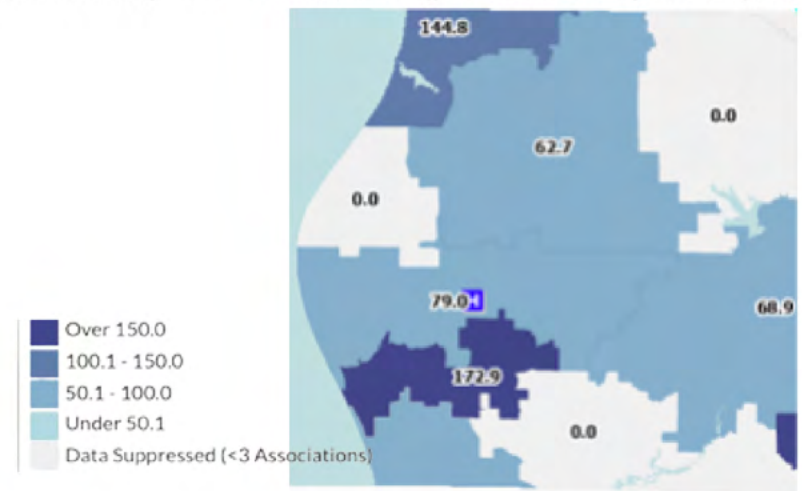 144.8
0.0
62.7
0.0
79.0 H
68.9
172.9
0.0
Over 150.0
100.1 - 150.0
50.1 - 100.0
Under 50.1
Data Suppressed (<3 Associations)